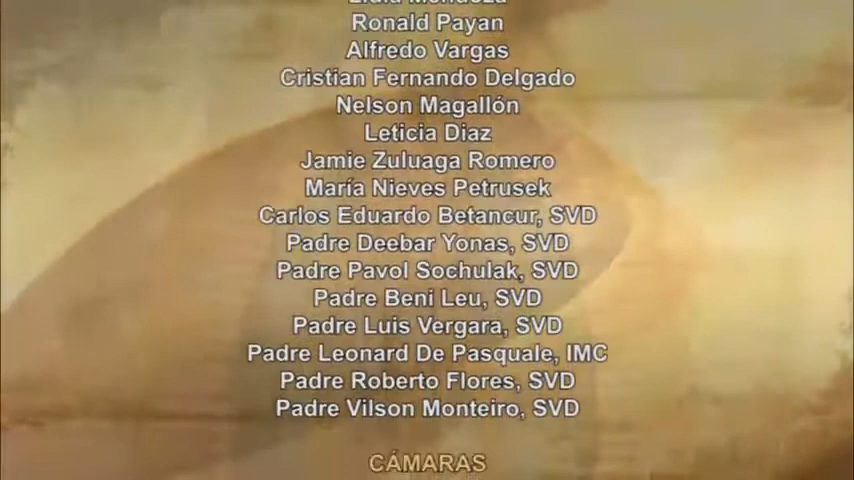 Ronald Payan
Alfredo Vargas
Cristian Fernando Delgado
Nelson Magallón
Leticia Diaz
Jamie Zuluaga Romero
María Nieves Petrusek
Carlos Eduardo Betancur, SVD
Padre Deebar Yonas, SVD
Padre Pavol Sochulak, SVD
Padre Beni Leu, SVD
Padre Luis Vergara, SVD
Padre Leonard De Pasquale, IMC
Padre Roberto Flores, SVD
Padre Vilson Monteiro, SVD
CÁMARAS